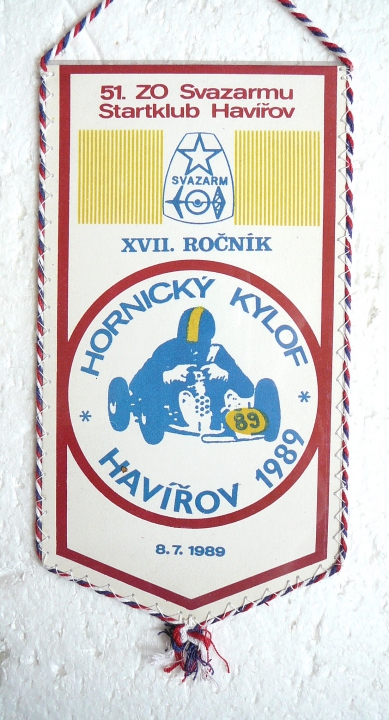 51. ZO Svazarmu
Startklub Havířov
SVAZARM
XVII. ROČNÍK
HORNICKÝ KYLOF
89
* HAVÍŘOV 1989 *
8.7.1989